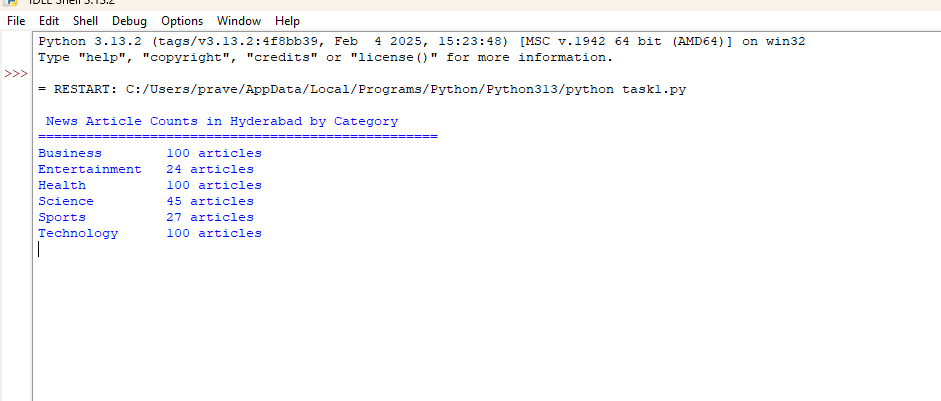 IDLE Shell 3.13.2
File Edit Shell Debug Options Window Help
Python 3.13.2 (tags/v3.13.2:4f8bb39, Feb  4 2025, 15:23:48) [MSC v.1942 64 bit (AMD64)] on win32
Type "help", "copyright", "credits" or "license()" for more information.
>>>
= RESTART: C:/Users/prave/AppData/Local/Programs/Python/Python313/python task1.py
News Article Counts in Hyderabad by Category
==================================================
Business        100 articles
Entertainment   24 articles
Health          100 articles
Science         45 articles
Sports          27 articles
Technology      100 articles